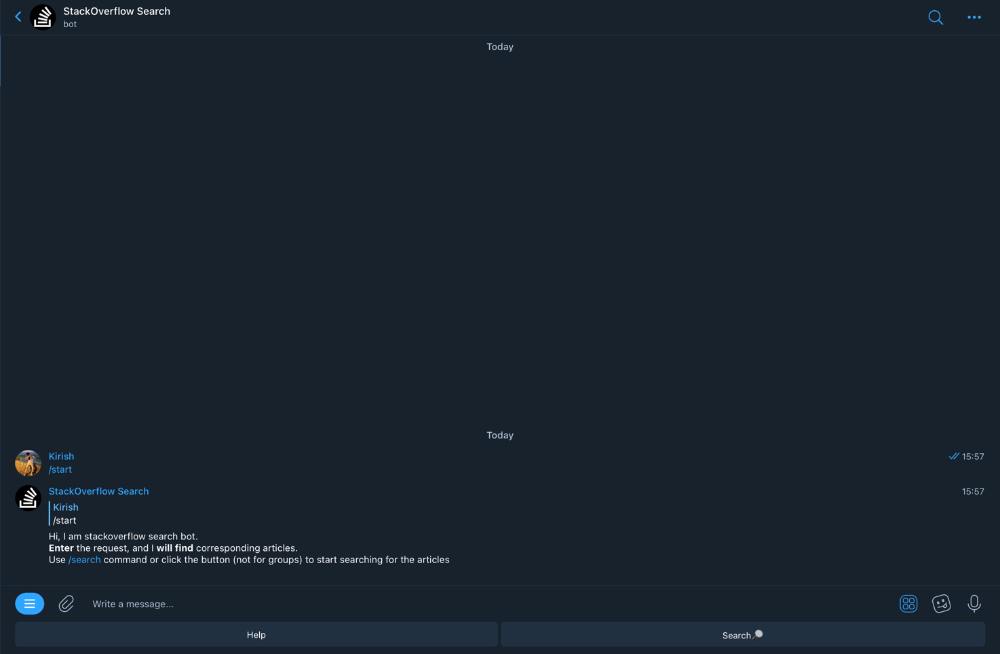 StackOverflow Search
bot
Today
Today
Kirish
15:57
/start
StackOverflow Search
15:57
Kirish
/start
Hi, I am stackoverflow search bot.
Enter the request, and I will find corresponding articles.
Use /search command or click the button (not for groups) to start searching for the articles
Write a message...
Help
Search🔎